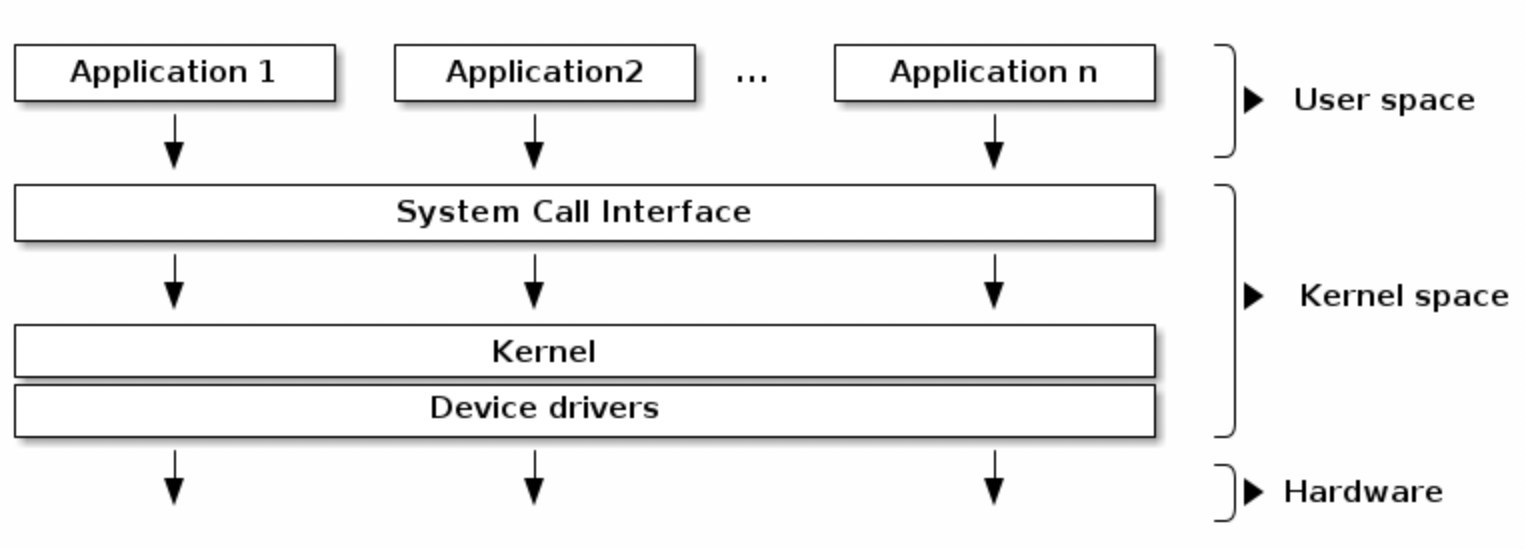 Application 1
Application2
...
Application n
User space
System Call Interface
Kernel space
Kernel
Device drivers
Hardware